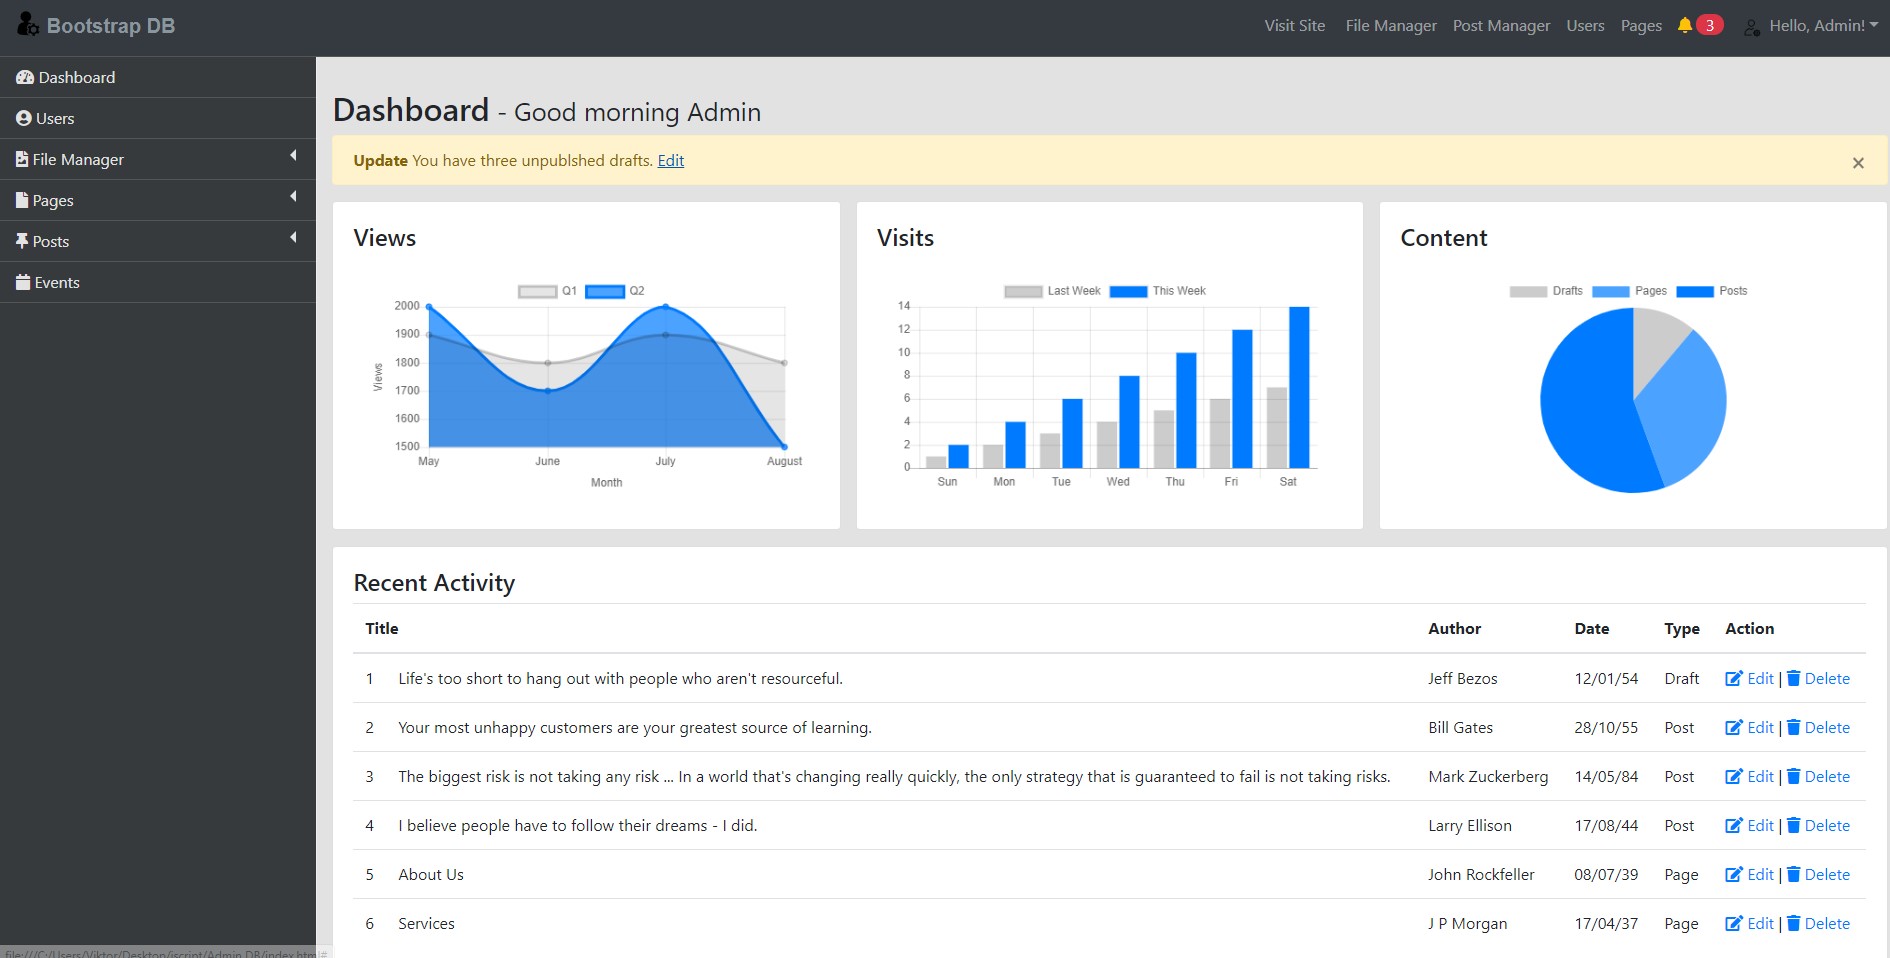 Bootstrap DB
Visit Site File Manager Post Manager Users Pages 3 Hello, Admin!
Dashboard
Users
File Manager
Pages
Posts
Events
Dashboard - Good morning Admin
Update You have three unpublshed drafts. Edit ×
Views
Q1 Q2
2000
1900
1800
1700
1600
1500
Views
May June July August
Month
Visits
Last Week This Week
14
12
10
8
6
4
2
0
Sun Mon Tue Wed Thu Fri Sat
Content
Drafts Pages Posts
Recent Activity
Title Author Date Type Action
1 Life's too short to hang out with people who aren't resourceful. Jeff Bezos 12/01/54 Draft Edit | Delete
2 Your most unhappy customers are your greatest source of learning. Bill Gates 28/10/55 Post Edit | Delete
3 The biggest risk is not taking any risk ... In a world that's changing really quickly, the only strategy that is guaranteed to fail is not taking risks. Mark Zuckerberg 14/05/84 Post Edit | Delete
4 I believe people have to follow their dreams - I did. Larry Ellison 17/08/44 Post Edit | Delete
5 About Us John Rockfeller 08/07/39 Page Edit | Delete
6 Services J P Morgan 17/04/37 Page Edit | Delete
file:///C:/Users/Viktor/Desktop/jscript/Admin DB/index.html#